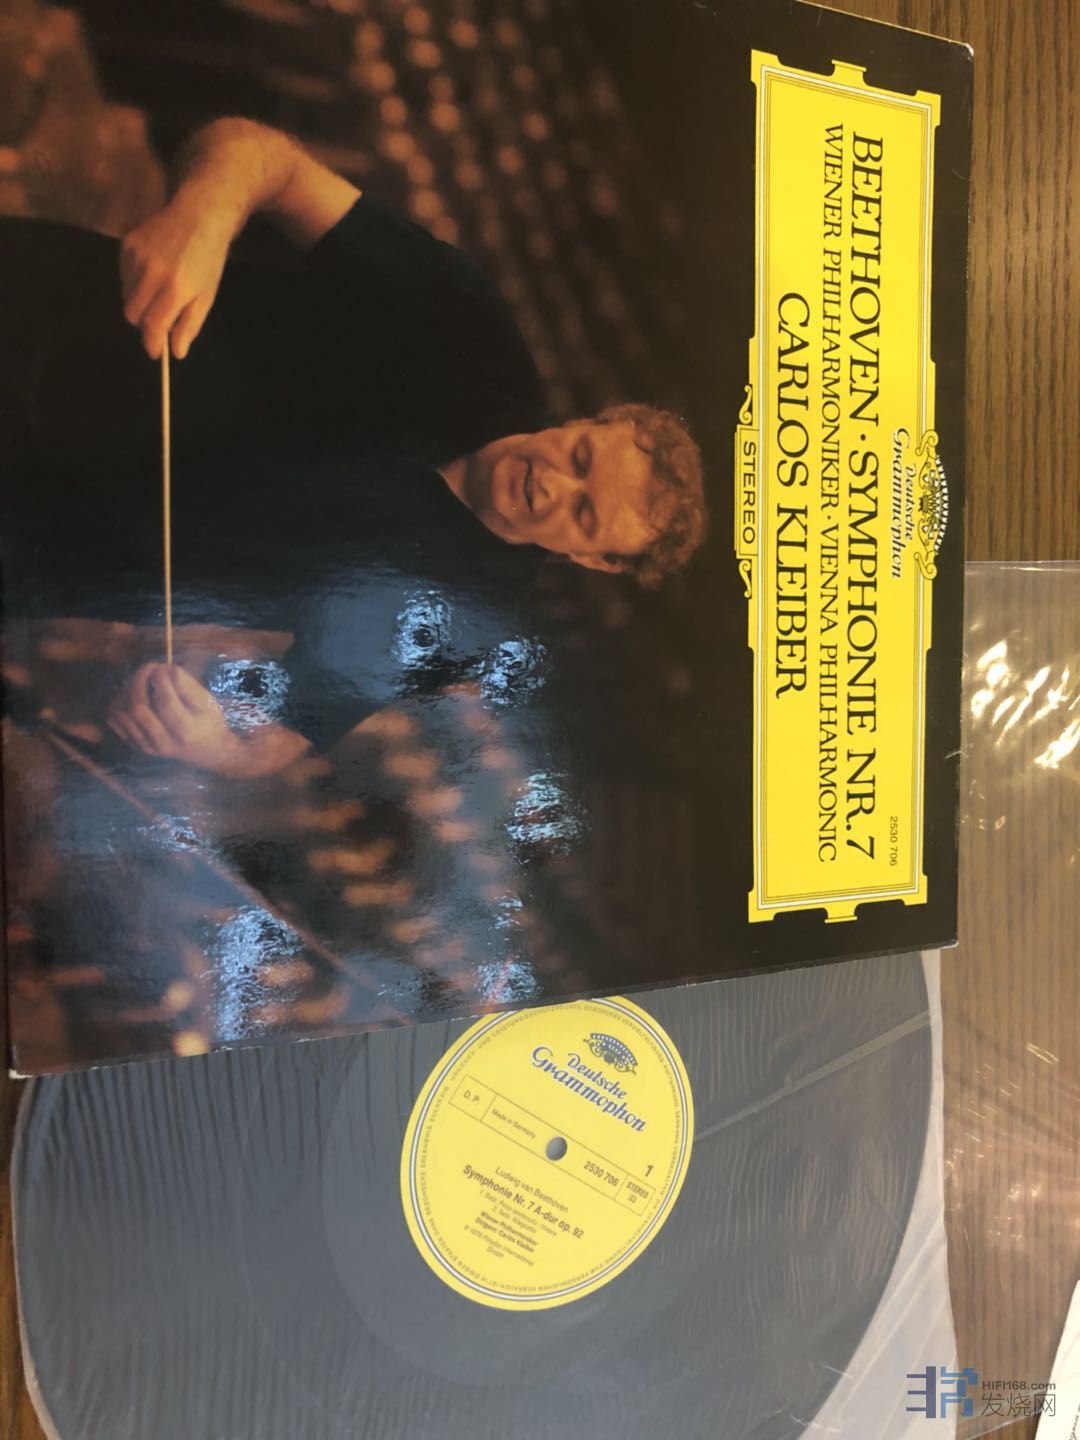 Deutsche
Grammophon
2530 706
BEETHOVEN · SYMPHONIE NR. 7
WIENER PHILHARMONIKER · VIENNA PHILHARMONIC
CARLOS KLEIBER
STEREO
Deutsche
Grammophon
1
STEREO
33
2530 706
Made in Germany
D.P.
Ludwig van Beethoven
Symphonie Nr. 7 A-dur op. 92
Wiener Philharmoniker
Dirigent: Carlos Kleiber
HIFI168.com
发烧网